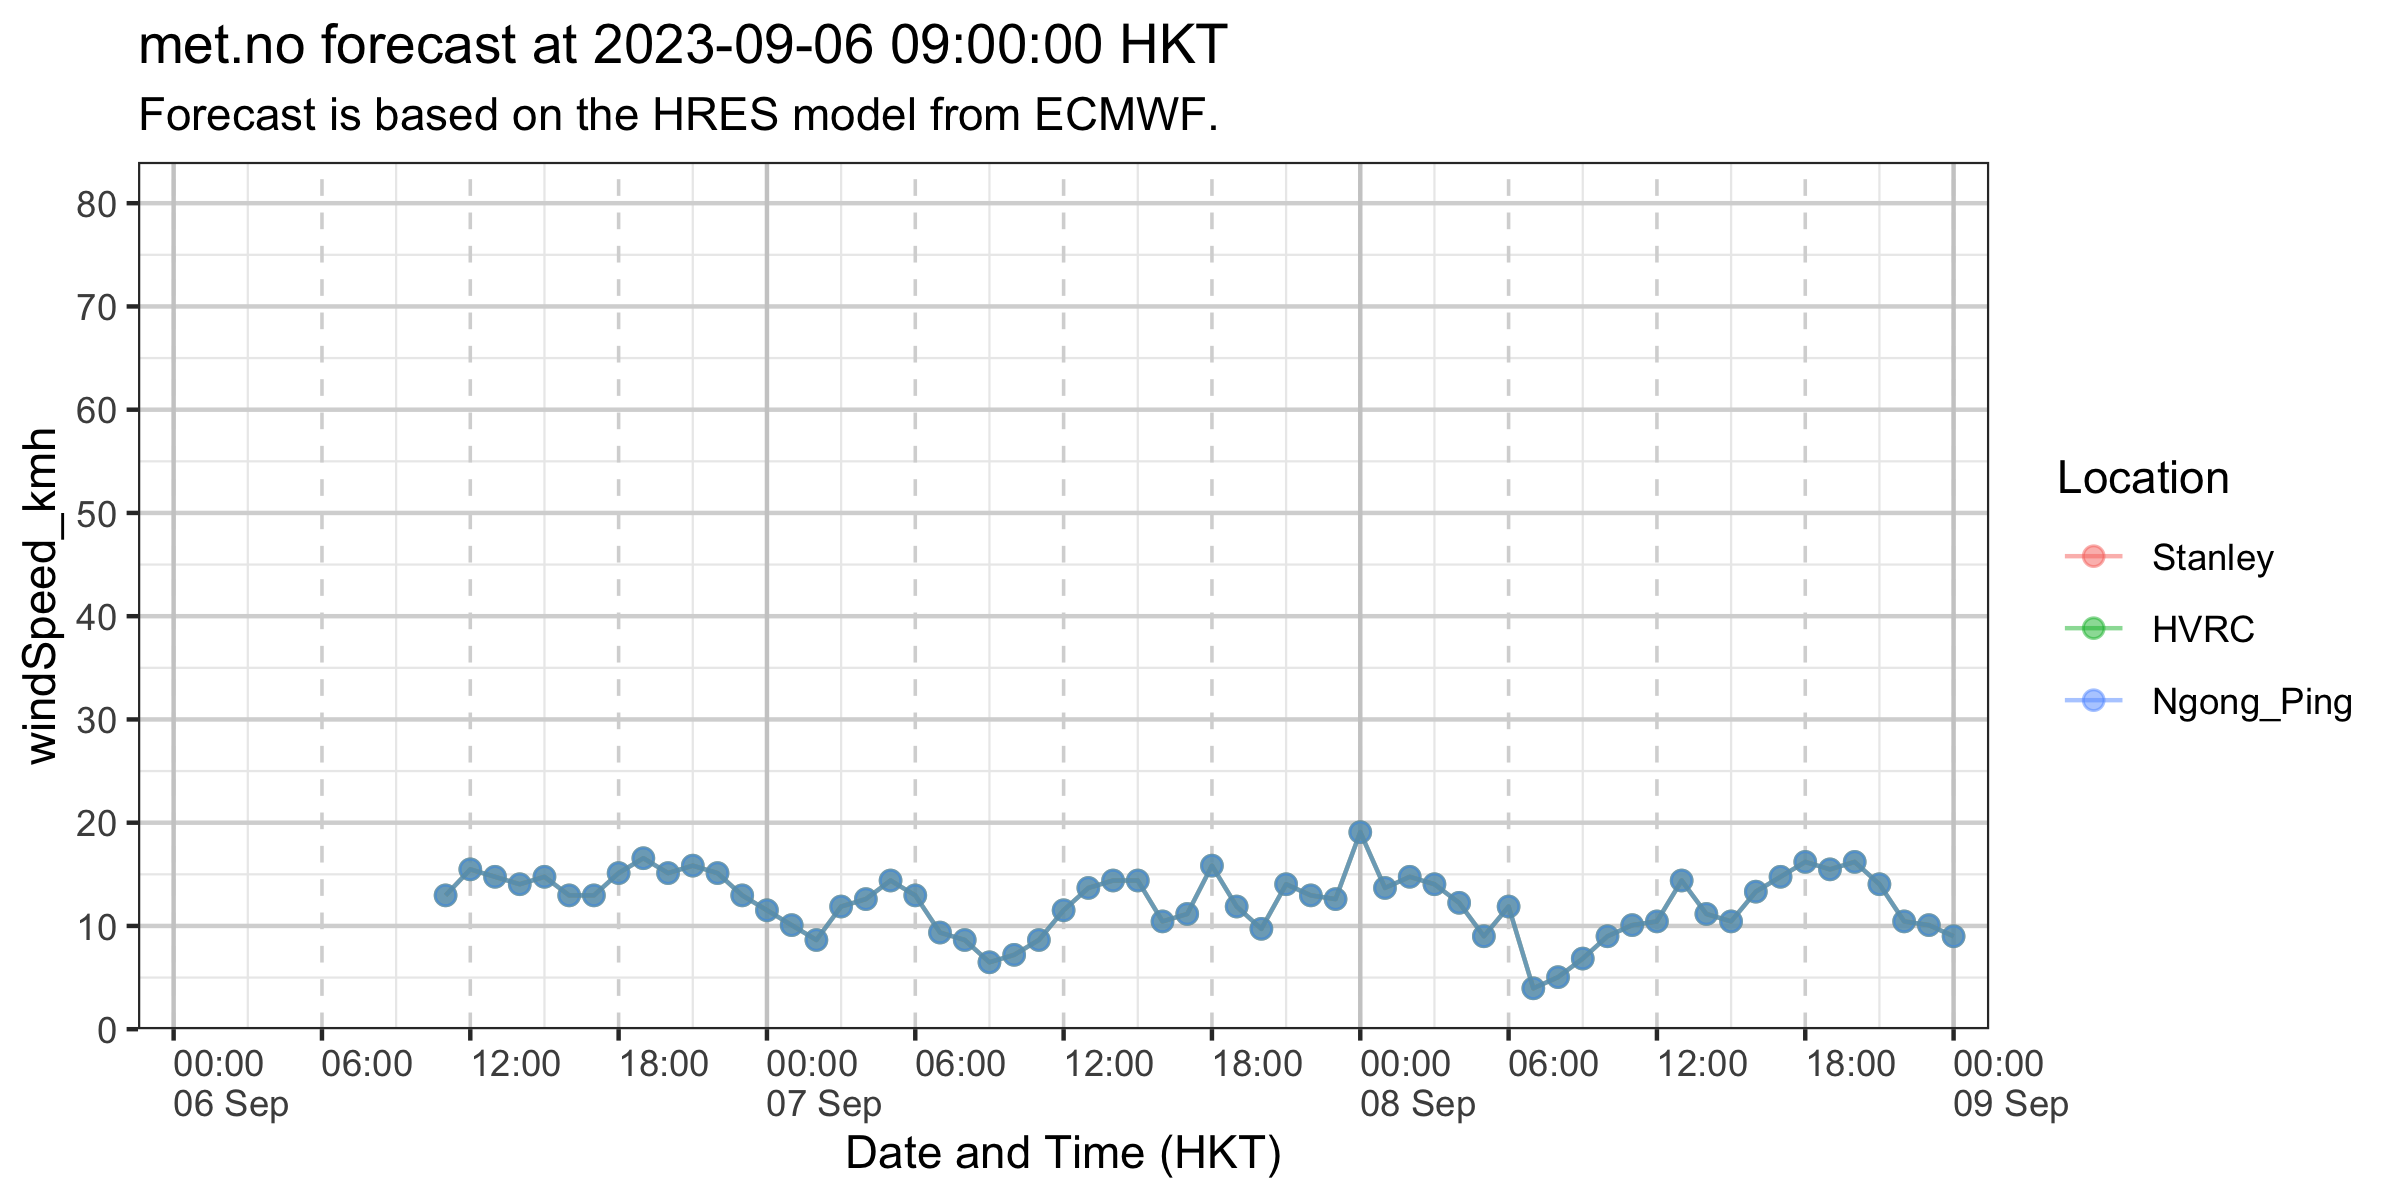 met.no forecast at 2023-09-06 09:00:00 HKT
Forecast is based on the HRES model from ECMWF.
windSpeed_kmh
80
70
60
50
40
30
20
10
0
00:00 06:00 12:00 18:00 00:00 06:00 12:00 18:00 00:00 06:00 12:00 18:00 00:00
06 Sep 07 Sep 08 Sep 09 Sep
Date and Time (HKT)
Location
Stanley
HVRC
Ngong_Ping